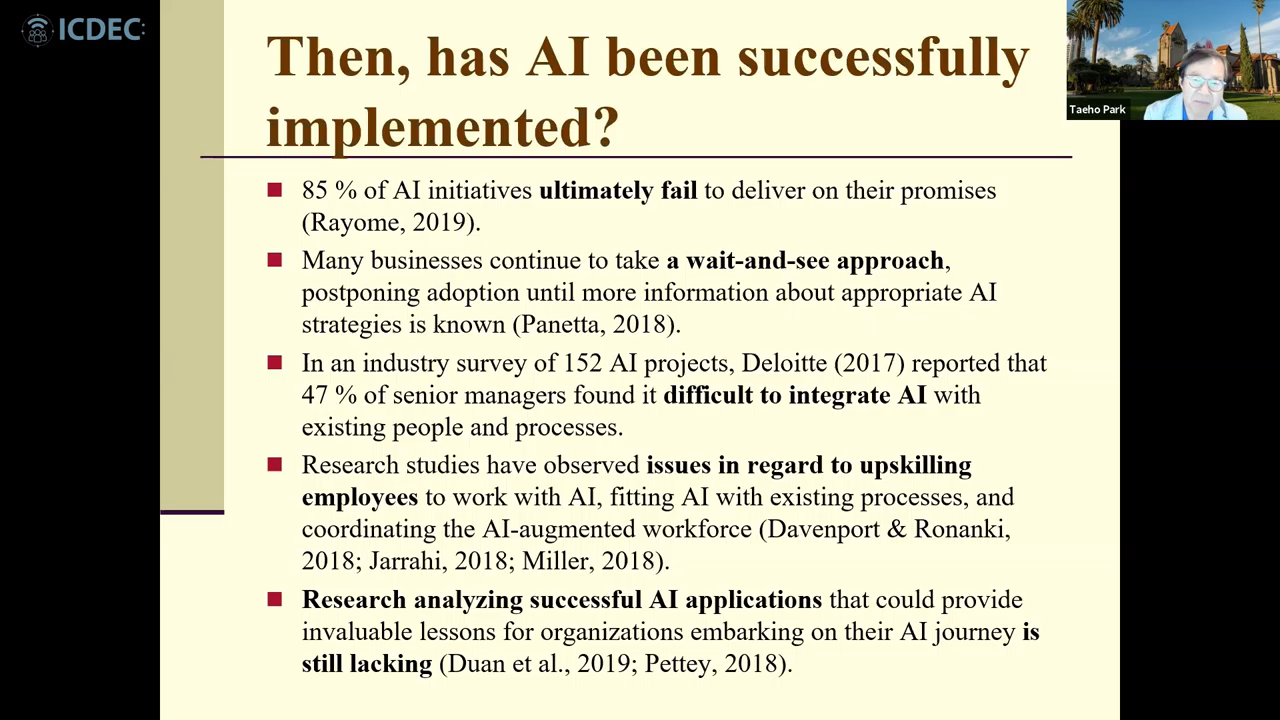 ICDEC:
Then, has AI been successfully
implemented?
Taeho Park
85 % of AI initiatives ultimately fail to deliver on their promises
(Rayome, 2019).
Many businesses continue to take a wait-and-see approach,
postponing adoption until more information about appropriate AI
strategies is known (Panetta, 2018).
In an industry survey of 152 AI projects, Deloitte (2017) reported that
47 % of senior managers found it difficult to integrate AI with
existing people and processes.
Research studies have observed issues in regard to upskilling
employees to work with AI, fitting AI with existing processes, and
coordinating the AI-augmented workforce (Davenport & Ronanki,
2018; Jarrahi, 2018; Miller, 2018).
Research analyzing successful AI applications that could provide
invaluable lessons for organizations embarking on their AI journey is
still lacking (Duan et al., 2019; Pettey, 2018).